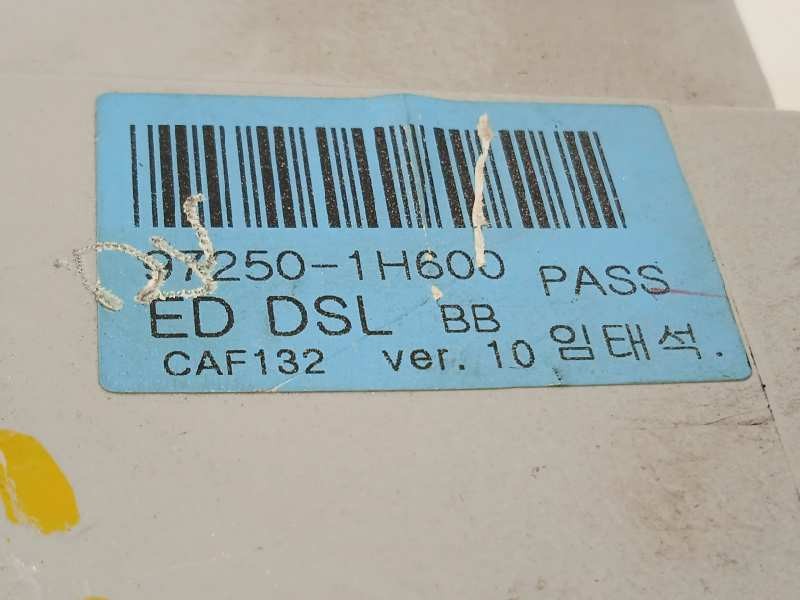 97250-1H600 PASS
ED DSL BB
CAF132 ver. 10 임태석.